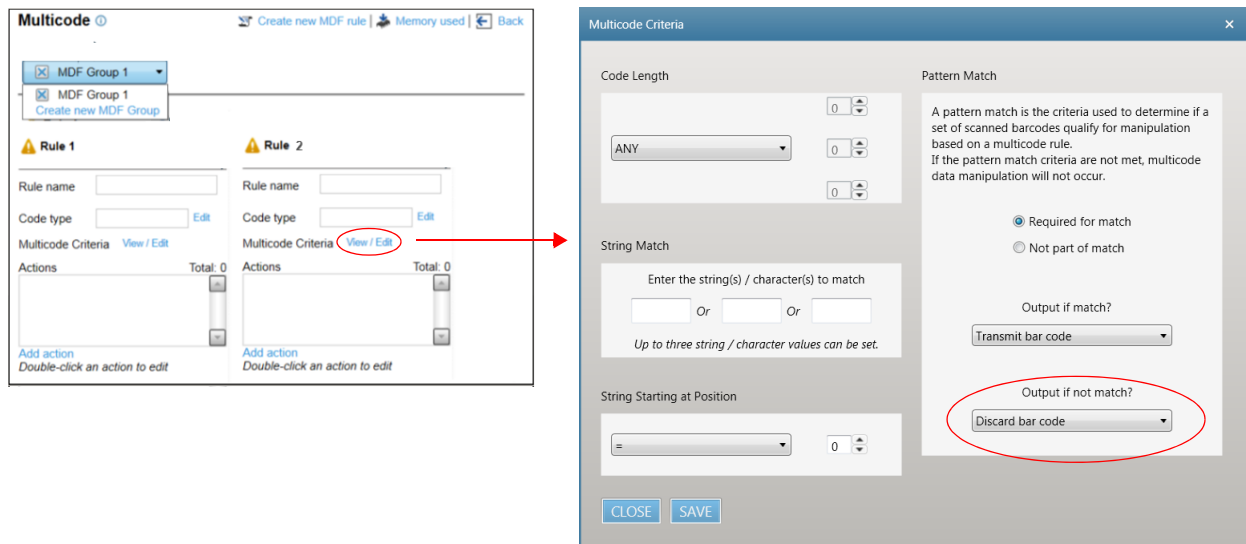 Multicode
Create new MDF rule | Memory used | Back
MDF Group 1
MDF Group 1
Create new MDF Group
Rule 1
Rule name
Code type Edit
Multicode Criteria View / Edit
Actions Total: 0
Add action
Double-click an action to edit
Rule 2
Rule name
Code type Edit
Multicode Criteria View / Edit
Actions Total: 0
Add action
Double-click an action to edit
Multicode Criteria
Code Length
ANY
0
0
0
String Match
Enter the string(s) / character(s) to match
Or Or
Up to three string / character values can be set.
String Starting at Position
= 0
CLOSE SAVE
Pattern Match
A pattern match is the criteria used to determine if a
set of scanned barcodes qualify for manipulation
based on a multicode rule.
If the pattern match criteria are not met, multicode
data manipulation will not occur.
Required for match
Not part of match
Output if match?
Transmit bar code
Output if not match?
Discard bar code